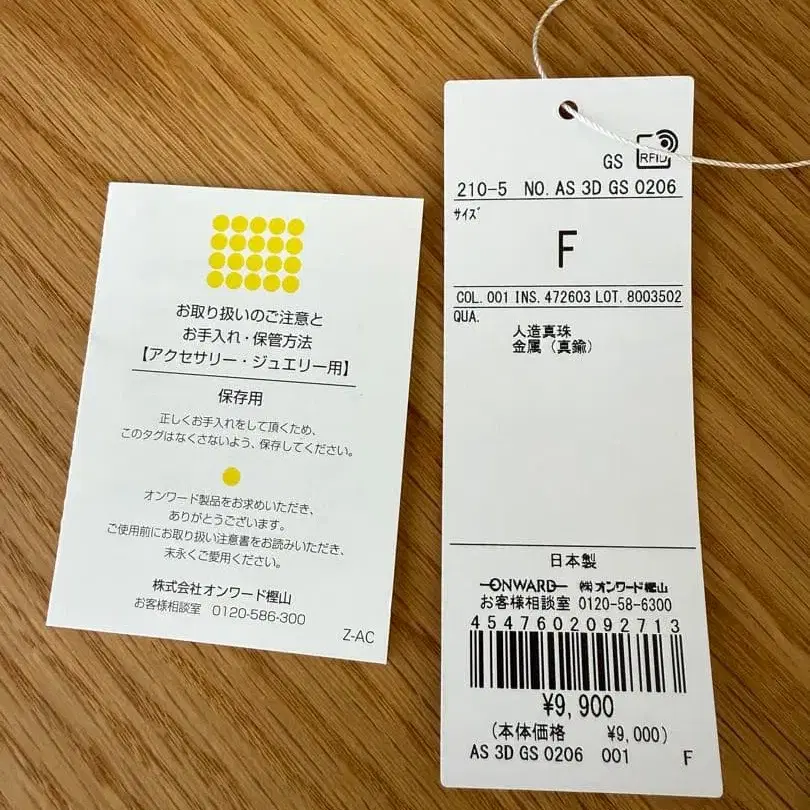 お取り扱いのご注意と
お手入れ・保管方法
【アクセサリー・ジュエリー用】
保存用
正しくお手入れをして頂くため、
このタグはなくさないよう、保存してください。
オンワード製品をお求めいただき、
ありがとうございます。
ご使用前にお取り扱い注意書をお読みいただき、
末永くご愛用ください。
株式会社オンワード樫山
お客様相談室 0120-586-300
Z-AC
GS RFID
210-5 NO. AS 3D GS 0206
サイズ
F
COL. 001 INS. 472603 LOT. 8003502
QUA.
人造真珠
金属（真鍮）
日本製
ONWARD ㈱オンワード樫山
お客様相談室 0120-58-6300
4547602092713
¥9,900
(本体価格 ¥9,000)
AS 3D GS 0206 001 F